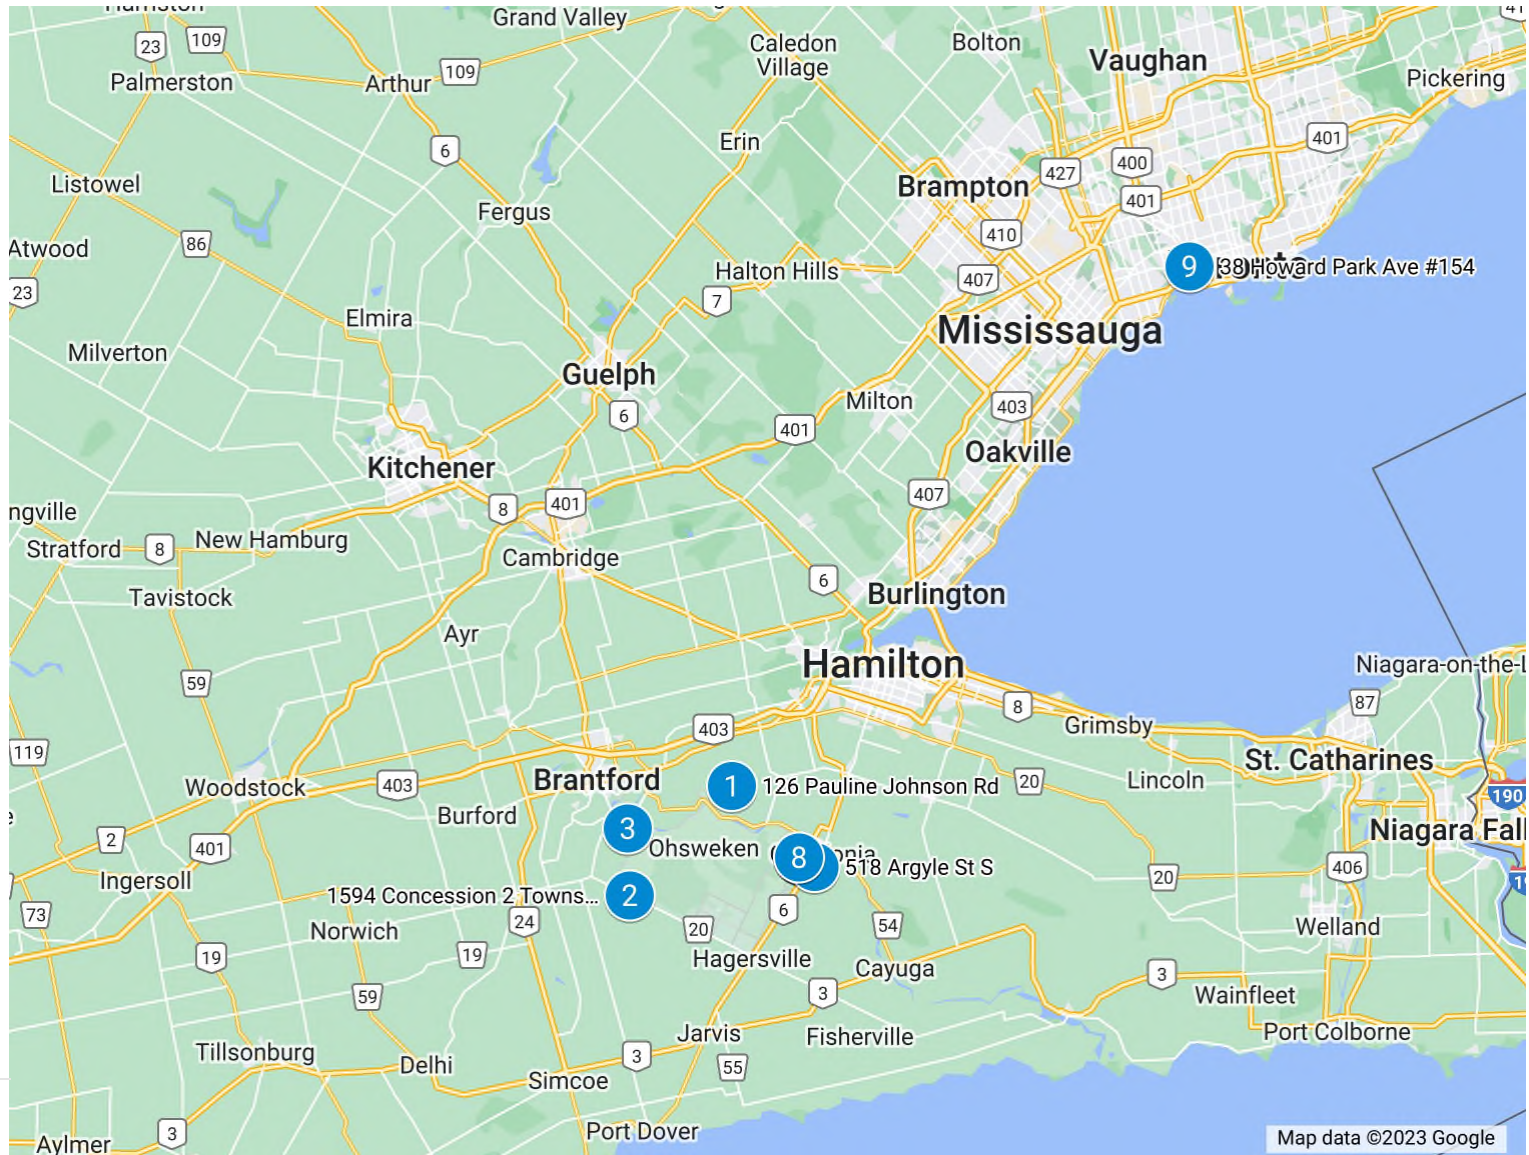 Grand Valley
Caledon
Village
Bolton
Vaughan
Pickering
23
109
Palmerston
Arthur
109
6
Erin
401
427
400
Brampton
401
Listowel
Fergus
Atwood
86
410
9
38 Howard Park Ave #154
Halton Hills
407
23
7
Elmira
Mississauga
Milverton
Guelph
6
Milton
403
401
Oakville
Kitchener
407
8
401
ngville
Stratford
8
New Hamburg
Cambridge
6
Burlington
Tavistock
Ayr
Hamilton
Niagara-on-the-L
59
87
8
403
Grimsby
119
St. Catharines
Woodstock
403
Brantford
1
126 Pauline Johnson Rd
20
Lincoln
190
Burford
3
Niagara Fall
2
401
Ohsweken
8
518 Argyle St S
406
Ingersoll
20
1594 Concession 2 Towns...
2
6
73
24
20
54
Welland
Norwich
19
19
Hagersville
Cayuga
3
59
3
Wainfleet
Jarvis
Fisherville
Port Colborne
Tillsonburg
3
Delhi
55
Simcoe
3
Port Dover
Aylmer
Map data ©2023 Google